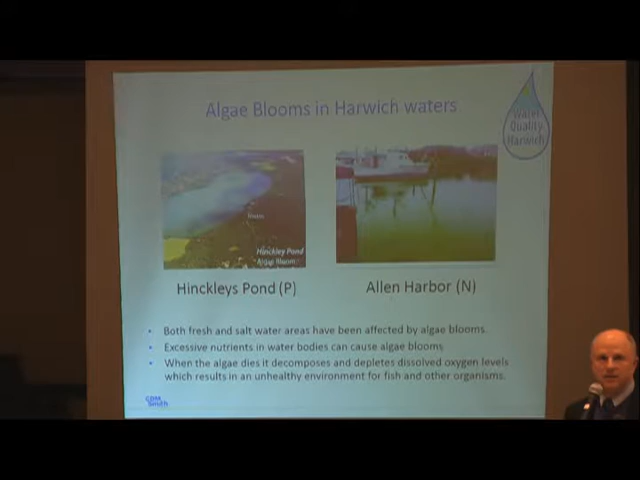 Algae Blooms in Harwich waters
Water
Quality
Harwich
Hinckley Pond
Algae Bloom
Hinckleys Pond (P)
Allen Harbor (N)
• Both fresh and salt water areas have been affected by algae blooms.
• Excessive nutrients in water bodies can cause algae blooms
• When the algae dies it decomposes and depletes dissolved oxygen levels
which results in an unhealthy environment for fish and other organisms.
CDM
Smith